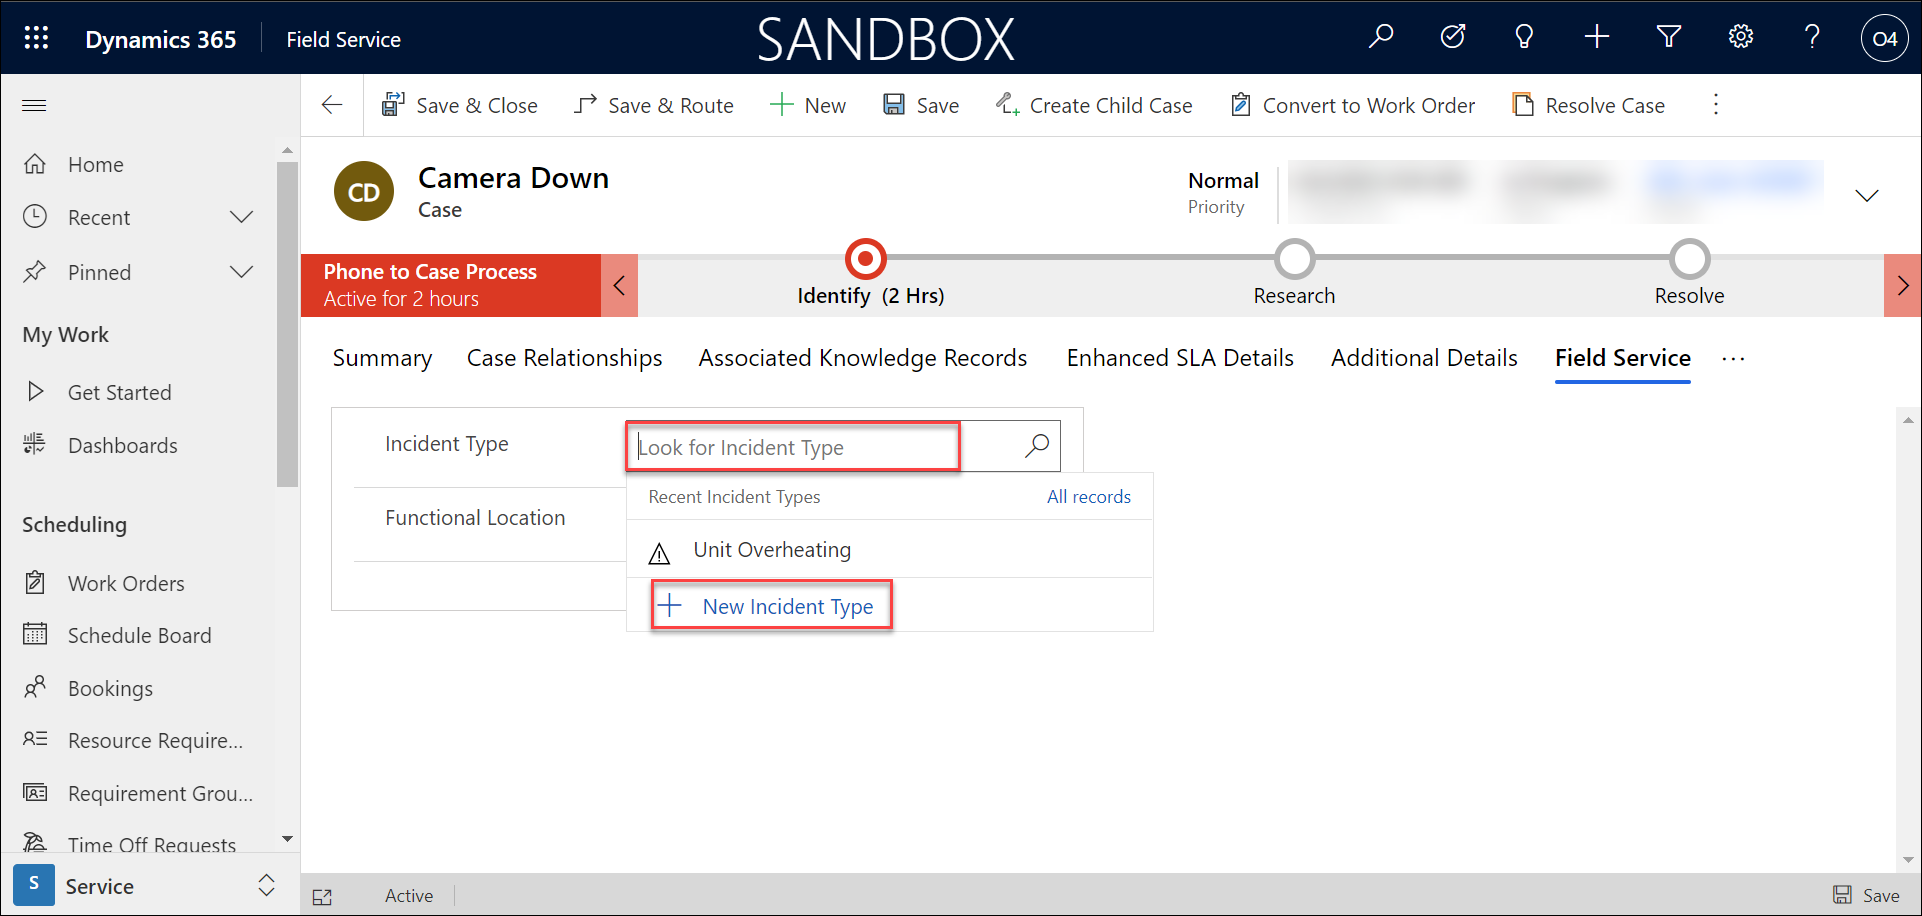 Dynamics 365
Field Service
SANDBOX
O4
Save & Close
Save & Route
New
Save
Create Child Case
Convert to Work Order
Resolve Case
Home
Recent
Pinned
My Work
Get Started
Dashboards
Scheduling
Work Orders
Schedule Board
Bookings
Resource Require...
Requirement Grou...
Time Off Requests
S
Service
CD
Camera Down
Case
Normal
Priority
Phone to Case Process
Active for 2 hours
Identify (2 Hrs)
Research
Resolve
Summary
Case Relationships
Associated Knowledge Records
Enhanced SLA Details
Additional Details
Field Service
Incident Type
Look for Incident Type
Recent Incident Types
All records
Functional Location
Unit Overheating
New Incident Type
Active
Save